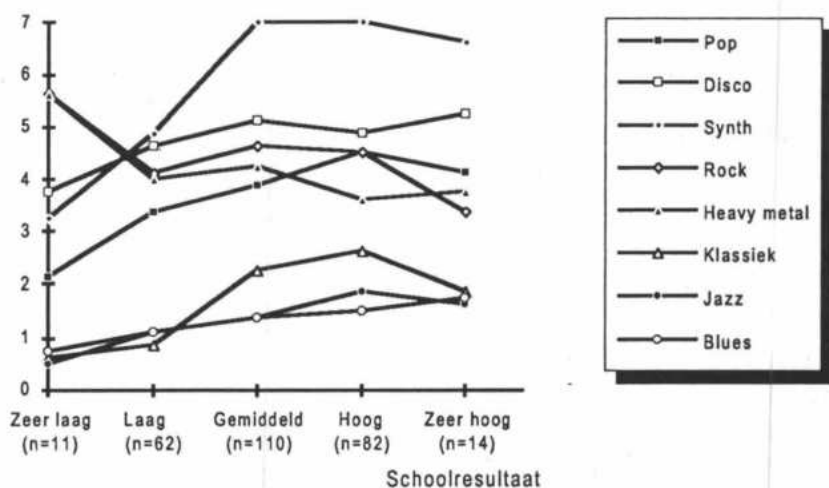 7
6
5
4
3
2
1
0
Zeer laag Laag Gemiddeld Hoog Zeer hoog
(n=11) (n=62) (n=110) (n=82) (n=14)
Schoolresultaat
Pop
Disco
Synth
Rock
Heavy metal
Klassiek
Jazz
Blues